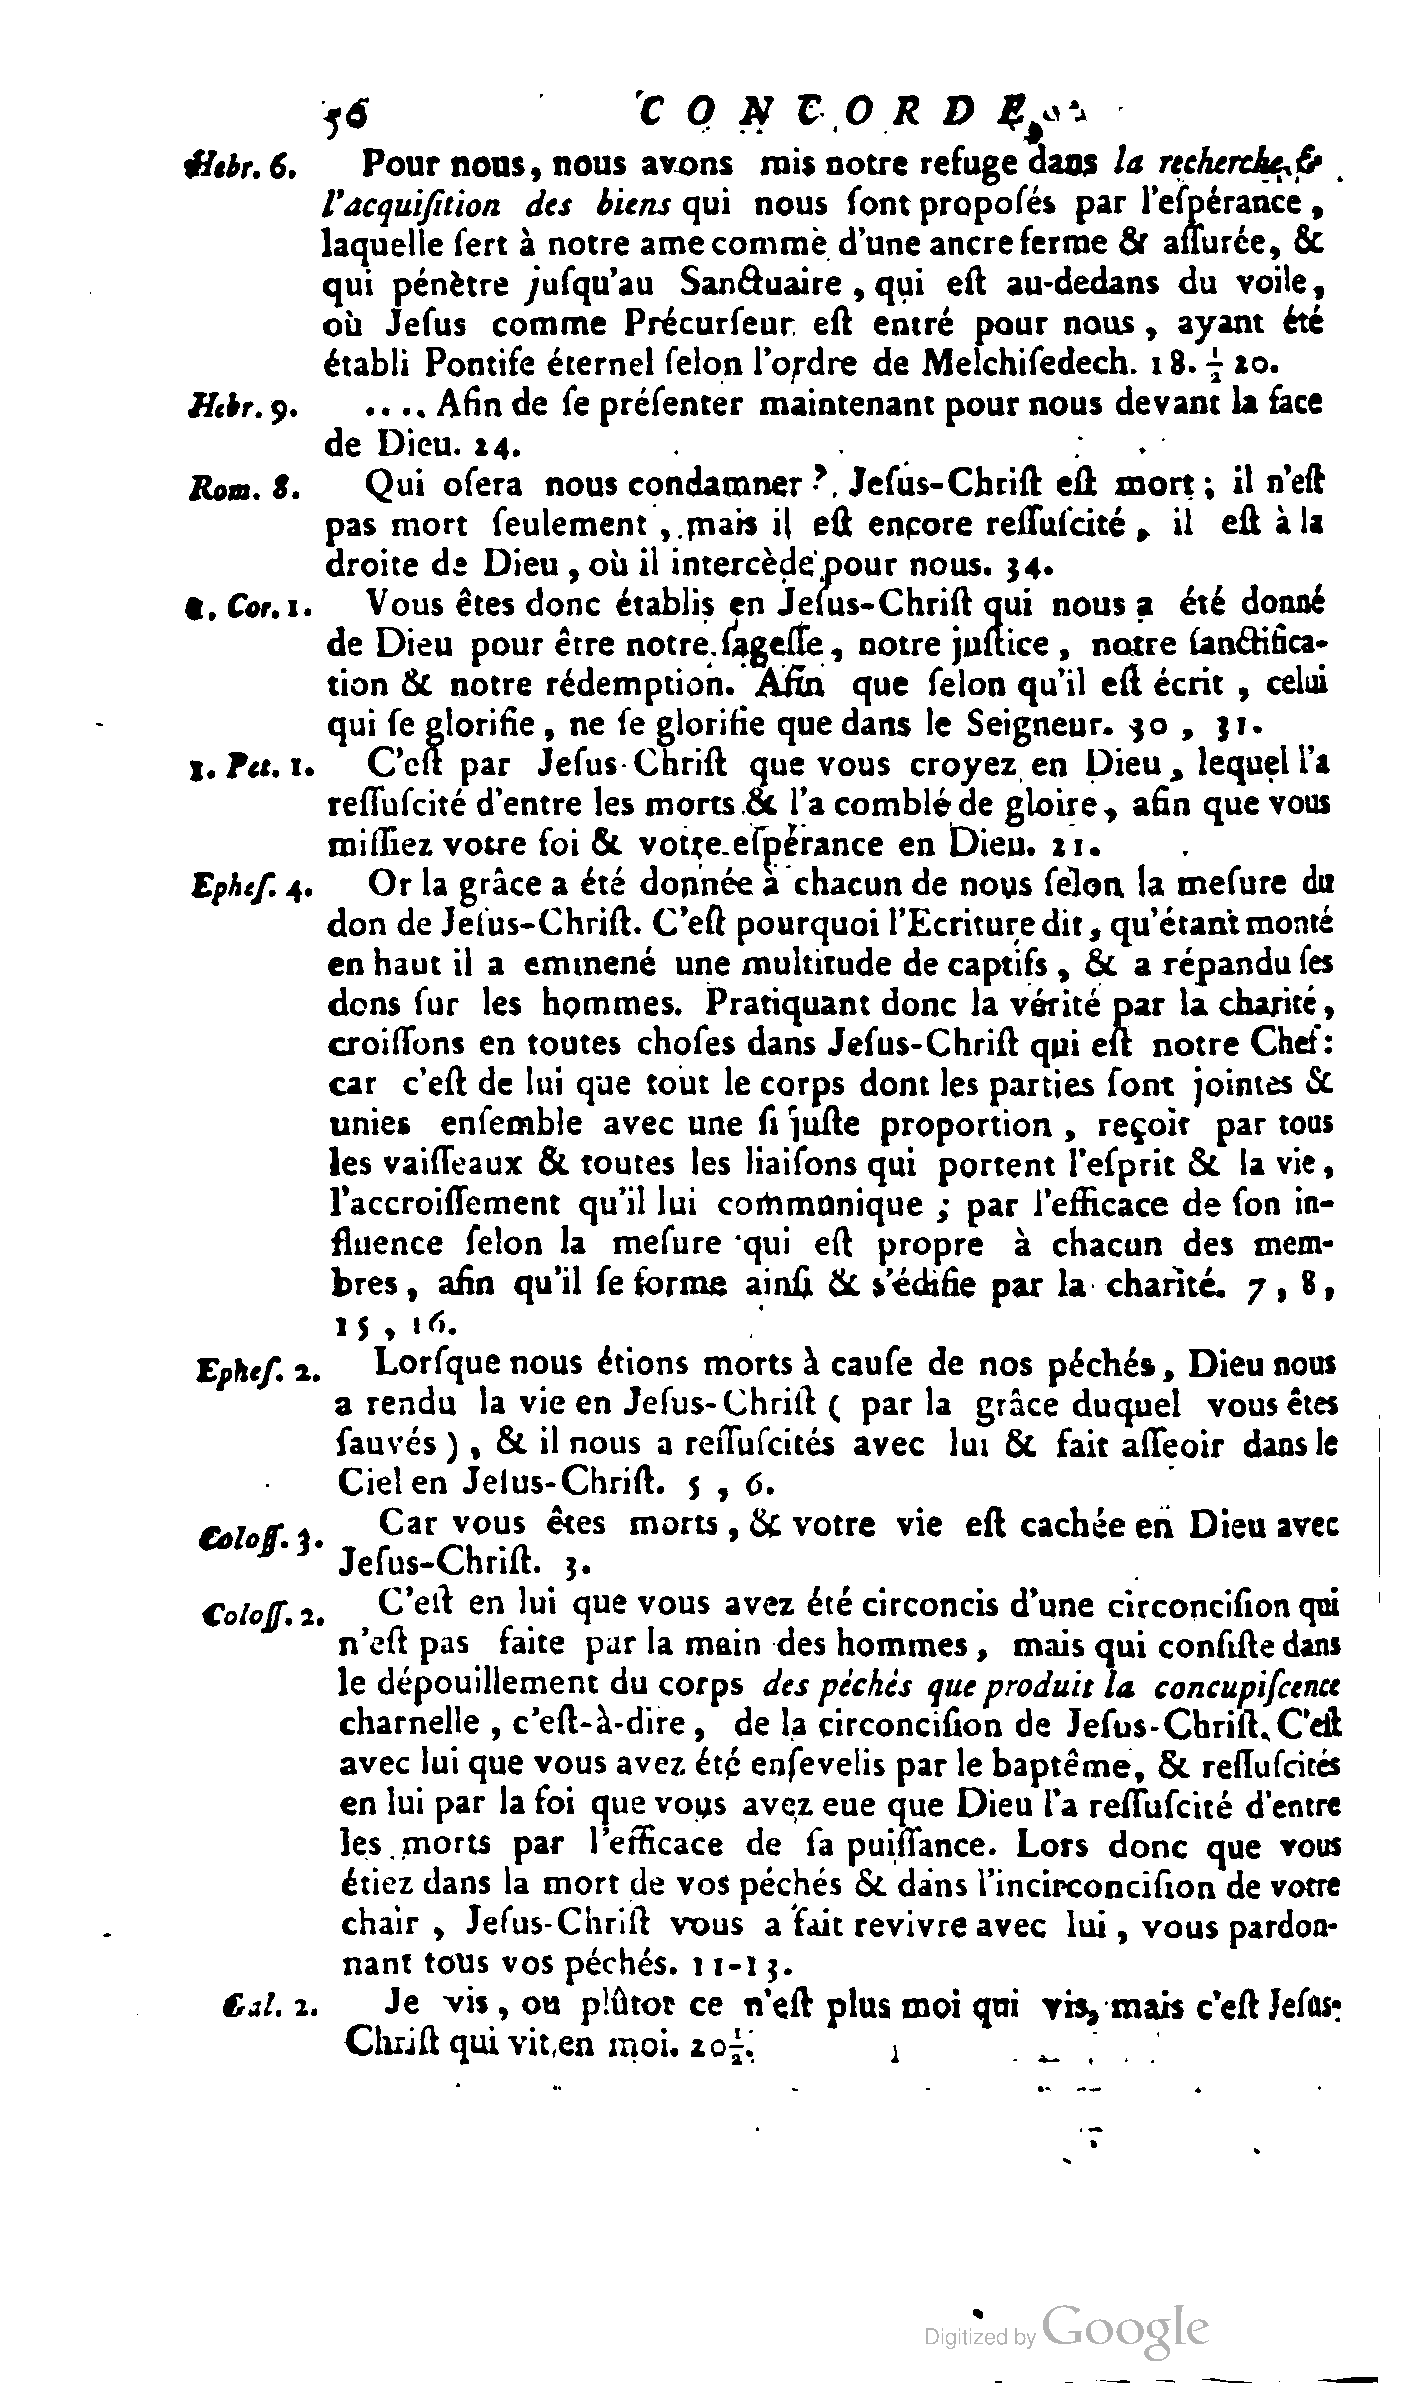 56 CONCORDE,
Hebr. 6. Pour nous, nous avons mis notre refuge dans la recherche &
l'acquiſition des biens qui nous ſont propoſés par l'eſpérance,
laquelle ſert à notre ame comme d'une ancre ferme & aſſurée, &
qui pénètre juſqu'au Sanctuaire, qui eſt au-dedans du voile,
où Jeſus comme Précurſeur eſt entré pour nous, ayant été
établi Pontife éternel ſelon l'ordre de Melchiſedech. 18. ½ 20.
Hebr. 9. .... Afin de ſe préſenter maintenant pour nous devant la face
de Dieu. 24.
Rom. 8. Qui oſera nous condamner ? Jeſus-Chriſt eſt mort; il n'eſt
pas mort ſeulement, mais il eſt encore reſſuſcité, il eſt à la
droite de Dieu, où il intercède pour nous. 34.
1. Cor. 1. Vous êtes donc établis en Jeſus-Chriſt qui nous a été donné
de Dieu pour être notre ſageſſe, notre juſtice, notre ſanctifica-
tion & notre rédemption. Afin que ſelon qu'il eſt écrit, celui
qui ſe glorifie, ne ſe glorifie que dans le Seigneur. 30, 31.
1. Pet. 1. C'eſt par Jeſus-Chriſt que vous croyez en Dieu, lequel l'a
reſſuſcité d'entre les morts & l'a comblé de gloire, afin que vous
miſſiez votre foi & votre eſpérance en Dieu. 21.
Epheſ. 4. Or la grâce a été donnée à chacun de nous ſelon la meſure du
don de Jeſus-Chriſt. C'eſt pourquoi l'Ecriture dit, qu'étant monté
en haut il a emmené une multitude de captifs, & a répandu ſes
dons ſur les hommes. Pratiquant donc la vérité par la charité,
croiſſons en toutes choſes dans Jeſus-Chriſt qui eſt notre Chef:
car c'eſt de lui que tout le corps dont les parties ſont jointes &
unies enſemble avec une ſi juſte proportion, reçoit par tous
les vaiſſeaux & toutes les liaiſons qui portent l'eſprit & la vie,
l'accroiſſement qu'il lui communique; par l'efficace de ſon in-
fluence ſelon la meſure qui eſt propre à chacun des mem-
bres, afin qu'il ſe forme ainſi & s'édifie par la charité. 7, 8,
15, 16.
Epheſ. 2. Lorſque nous étions morts à cauſe de nos péchés, Dieu nous
a rendu la vie en Jeſus-Chriſt ( par la grâce duquel vous êtes
ſauvés ), & il nous a reſſuſcités avec lui & fait aſſeoir dans le
Ciel en Jeſus-Chriſt. 5, 6.
Coloſſ. 3. Car vous êtes morts, & votre vie eſt cachée en Dieu avec
Jeſus-Chriſt. 3.
Coloſſ. 2. C'eſt en lui que vous avez été circoncis d'une circonciſion qui
n'eſt pas faite par la main des hommes, mais qui conſiſte dans
le dépouillement du corps des péchés que produit la concupiſcence
charnelle, c'eſt-à-dire, de la circonciſion de Jeſus-Chriſt. C'eſt
avec lui que vous avez été enſevelis par le baptême, & reſſuſcités
en lui par la foi que vous avez eue que Dieu l'a reſſuſcité d'entre
les morts par l'efficace de ſa puiſſance. Lors donc que vous
étiez dans la mort de vos péchés & dans l'incirconciſion de votre
chair, Jeſus-Chriſt vous a fait revivre avec lui, vous pardon-
nant tous vos péchés. 11-13.
Gal. 2. Je vis, ou plûtot ce n'eſt plus moi qui vis, mais c'eſt Jeſus-
Chriſt qui vit en moi. 20½.
Digitized by Google